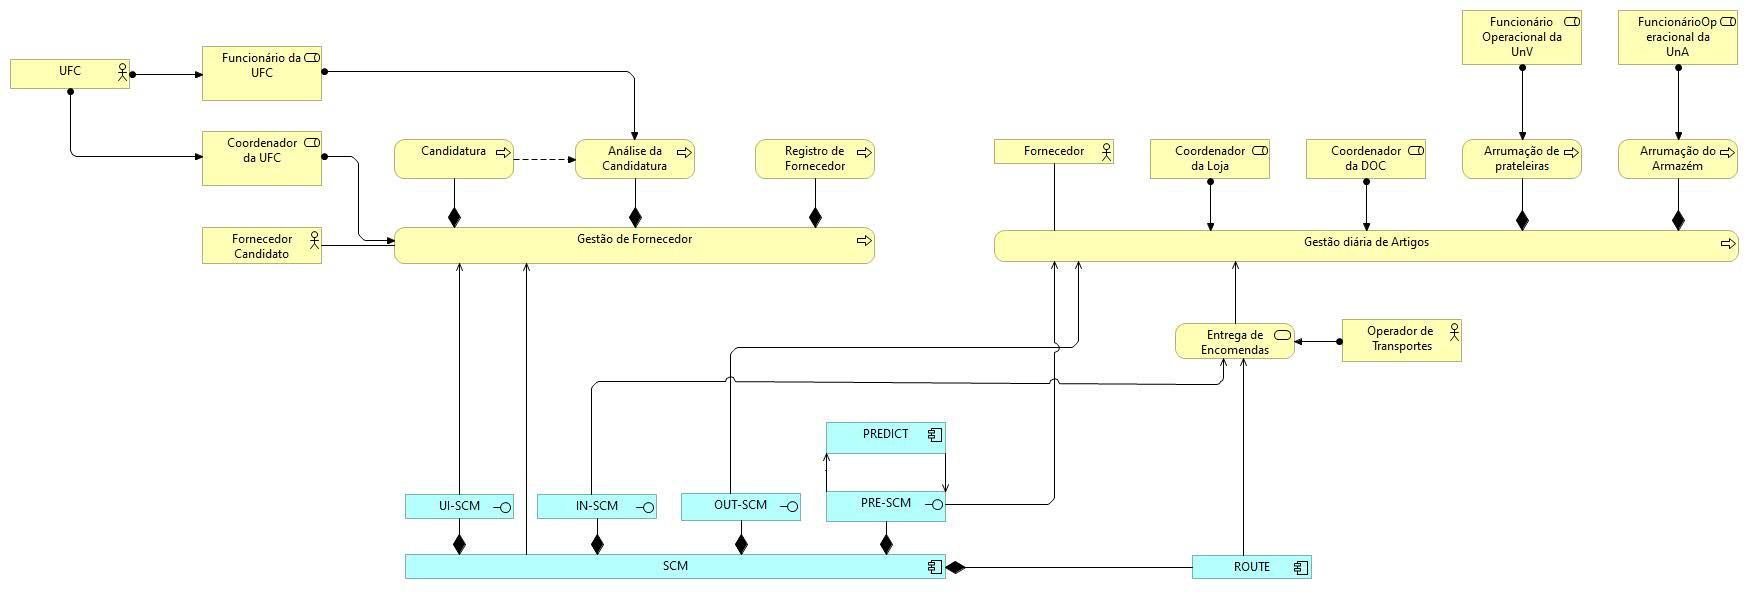 UFC
Funcionário da
UFC
Coordenador
da UFC
Fornecedor
Candidato
Candidatura
Análise da
Candidatura
Registro de
Fornecedor
Gestão de Fornecedor
Funcionário
Operacional da
UnV
FuncionárioOp
eracional da
UnA
Fornecedor
Coordenador
da Loja
Coordenador
da DOC
Arrumação de
prateleiras
Arrumação do
Armazém
Gestão diária de Artigos
Entrega de
Encomendas
Operador de
Transportes
PREDICT
UI-SCM
IN-SCM
OUT-SCM
PRE-SCM
SCM
ROUTE